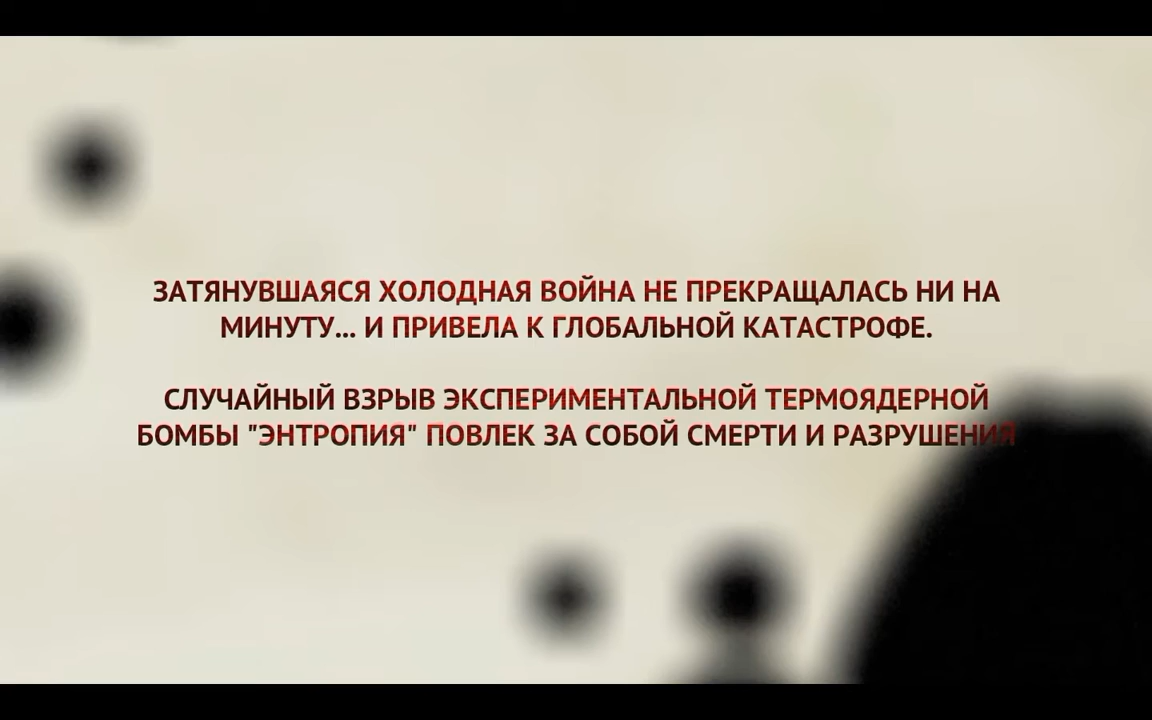 ЗАТЯНУВШАЯСЯ ХОЛОДНАЯ ВОЙНА НЕ ПРЕКРАЩАЛАСЬ НИ НА
МИНУТУ... И ПРИВЕЛА К ГЛОБАЛЬНОЙ КАТАСТРОФЕ.
СЛУЧАЙНЫЙ ВЗРЫВ ЭКСПЕРИМЕНТАЛЬНОЙ ТЕРМОЯДЕРНОЙ
БОМБЫ "ЭНТРОПИЯ" ПОВЛЕК ЗА СОБОЙ СМЕРТИ И РАЗРУШЕНИЯ